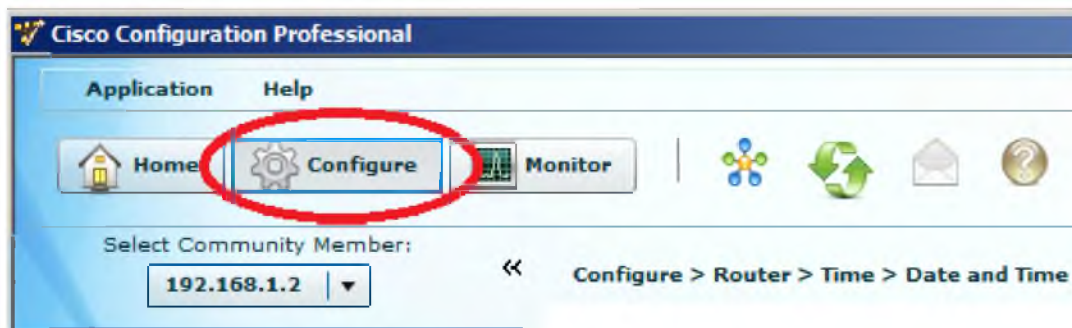 Cisco Configuration Professional
Application Help
Home Configure Monitor
Select Community Member:
192.168.1.2
« Configure > Router > Time > Date and Time